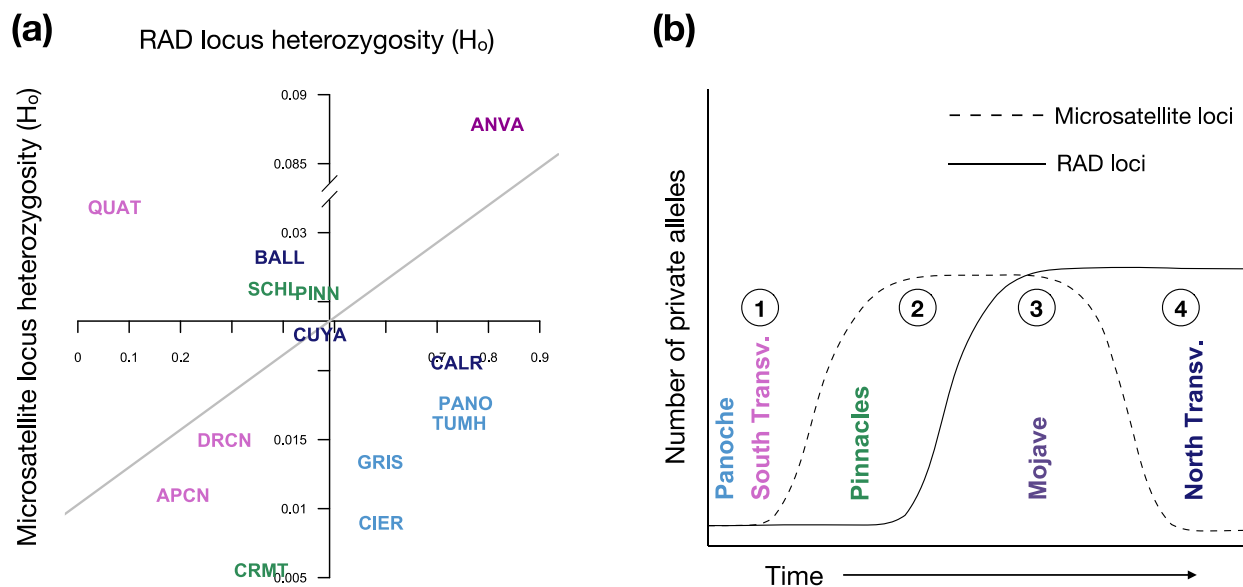 (a)
RAD locus heterozygosity (Ho)
Microsatellite locus heterozygosity (Ho)
0.09
ANVA
0.085
QUAT
0.03
BALL
SCHL
PINN
CUYA
0 0.2 0.7 0.8 0.9
CALR
PANO
TUMH
DRCN
0.015
GRIS
APCN
0.01
CIER
CRMT
0.005
(b)
Microsatellite loci
RAD loci
Number of private alleles
1
2
3
4
Panoche
South Transv.
Pinnacles
Mojave
North Transv.
Time